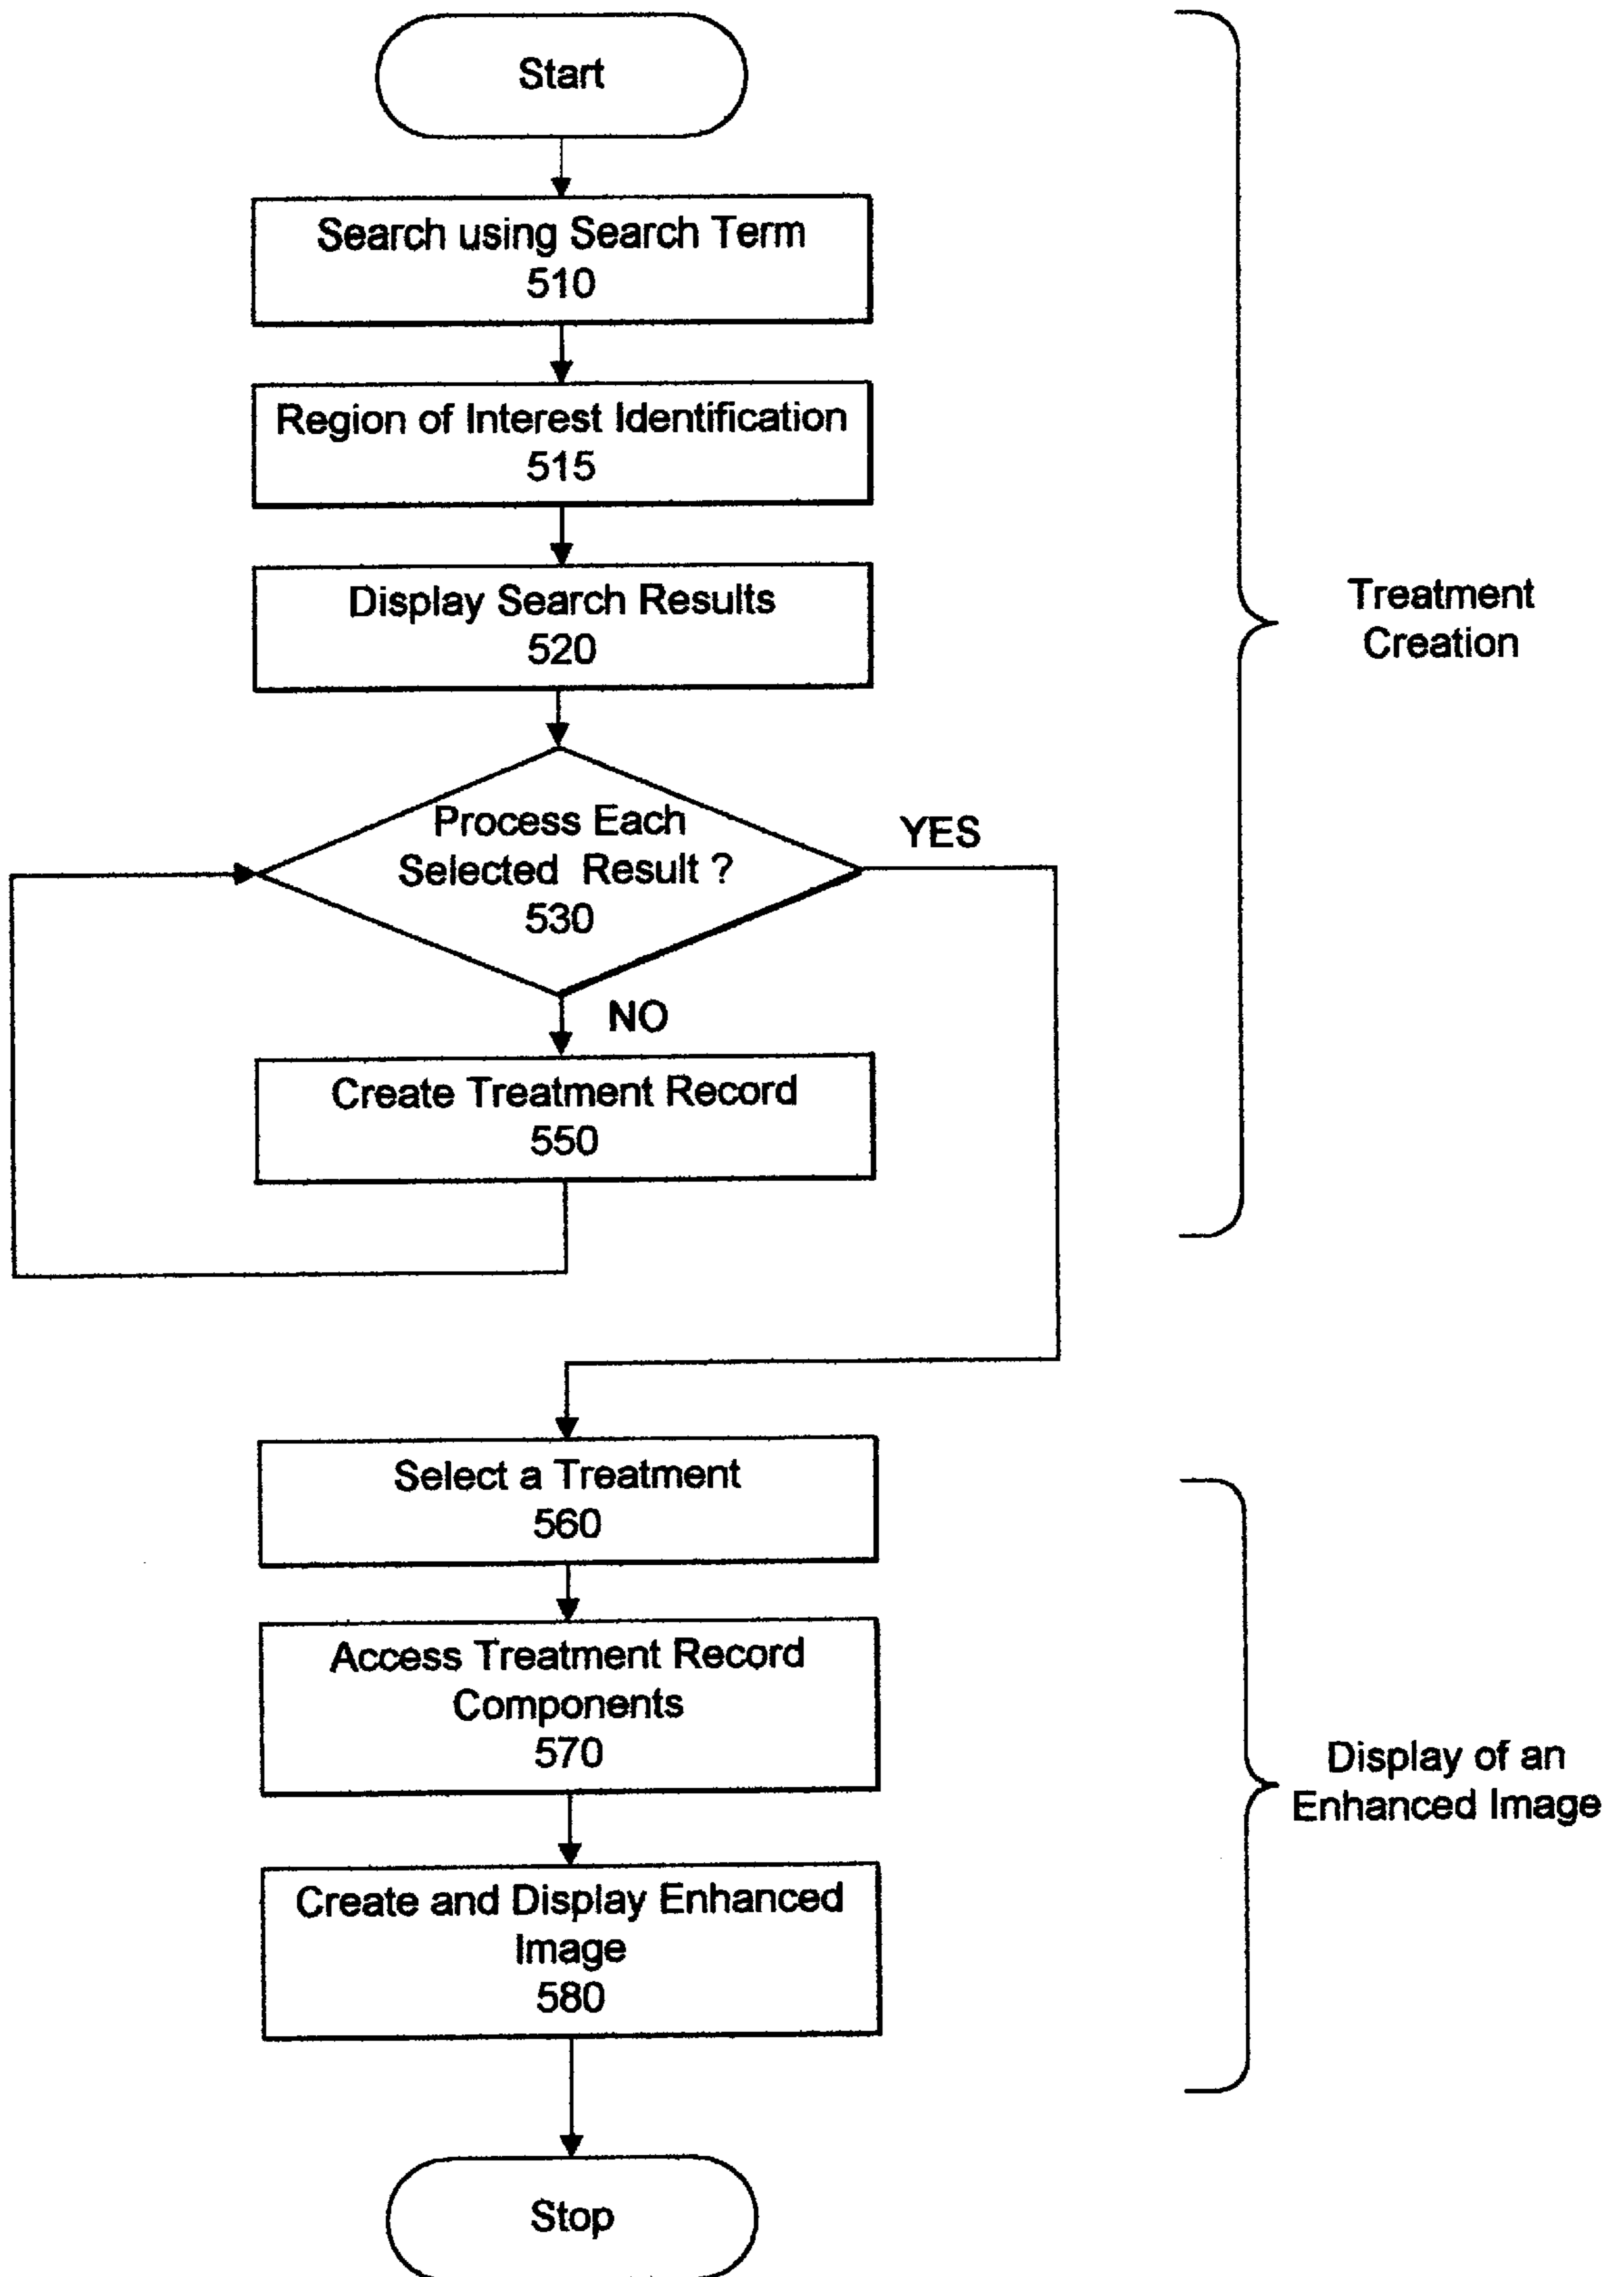 Start
Search using Search Term
510
Region of Interest Identification
515
Display Search Results
520
Process Each
Selected Result ?
530
YES
NO
Create Treatment Record
550
Treatment
Creation
Select a Treatment
560
Access Treatment Record
Components
570
Create and Display Enhanced
Image
580
Display of an
Enhanced Image
Stop